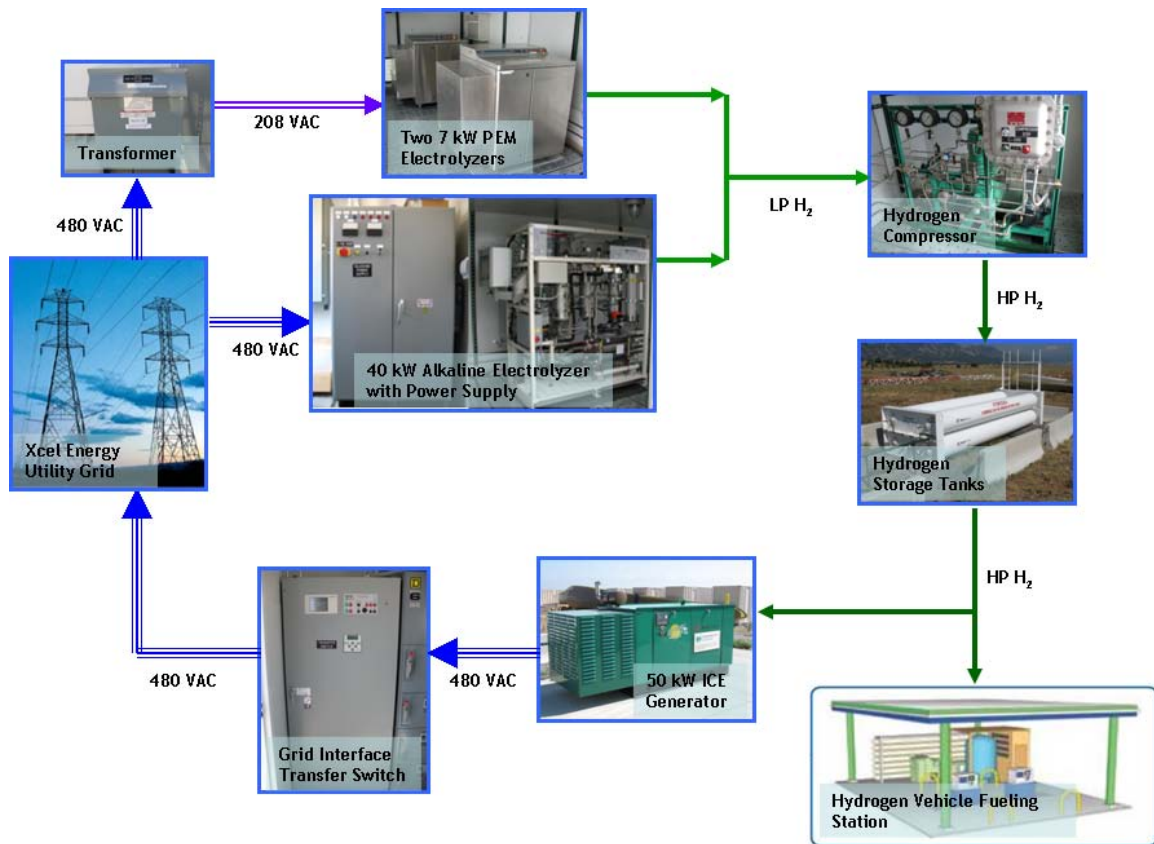 Transformer
208 VAC
Two 7 kW PEM
Electrolyzers
480 VAC
LP H₂
Hydrogen
Compressor
480 VAC
40 kW Alkaline Electrolyzer
with Power Supply
HP H₂
Xcel Energy
Utility Grid
Hydrogen
Storage Tanks
HP H₂
480 VAC
Grid Interface
Transfer Switch
480 VAC
50 kW ICE
Generator
Hydrogen Vehicle Fueling
Station